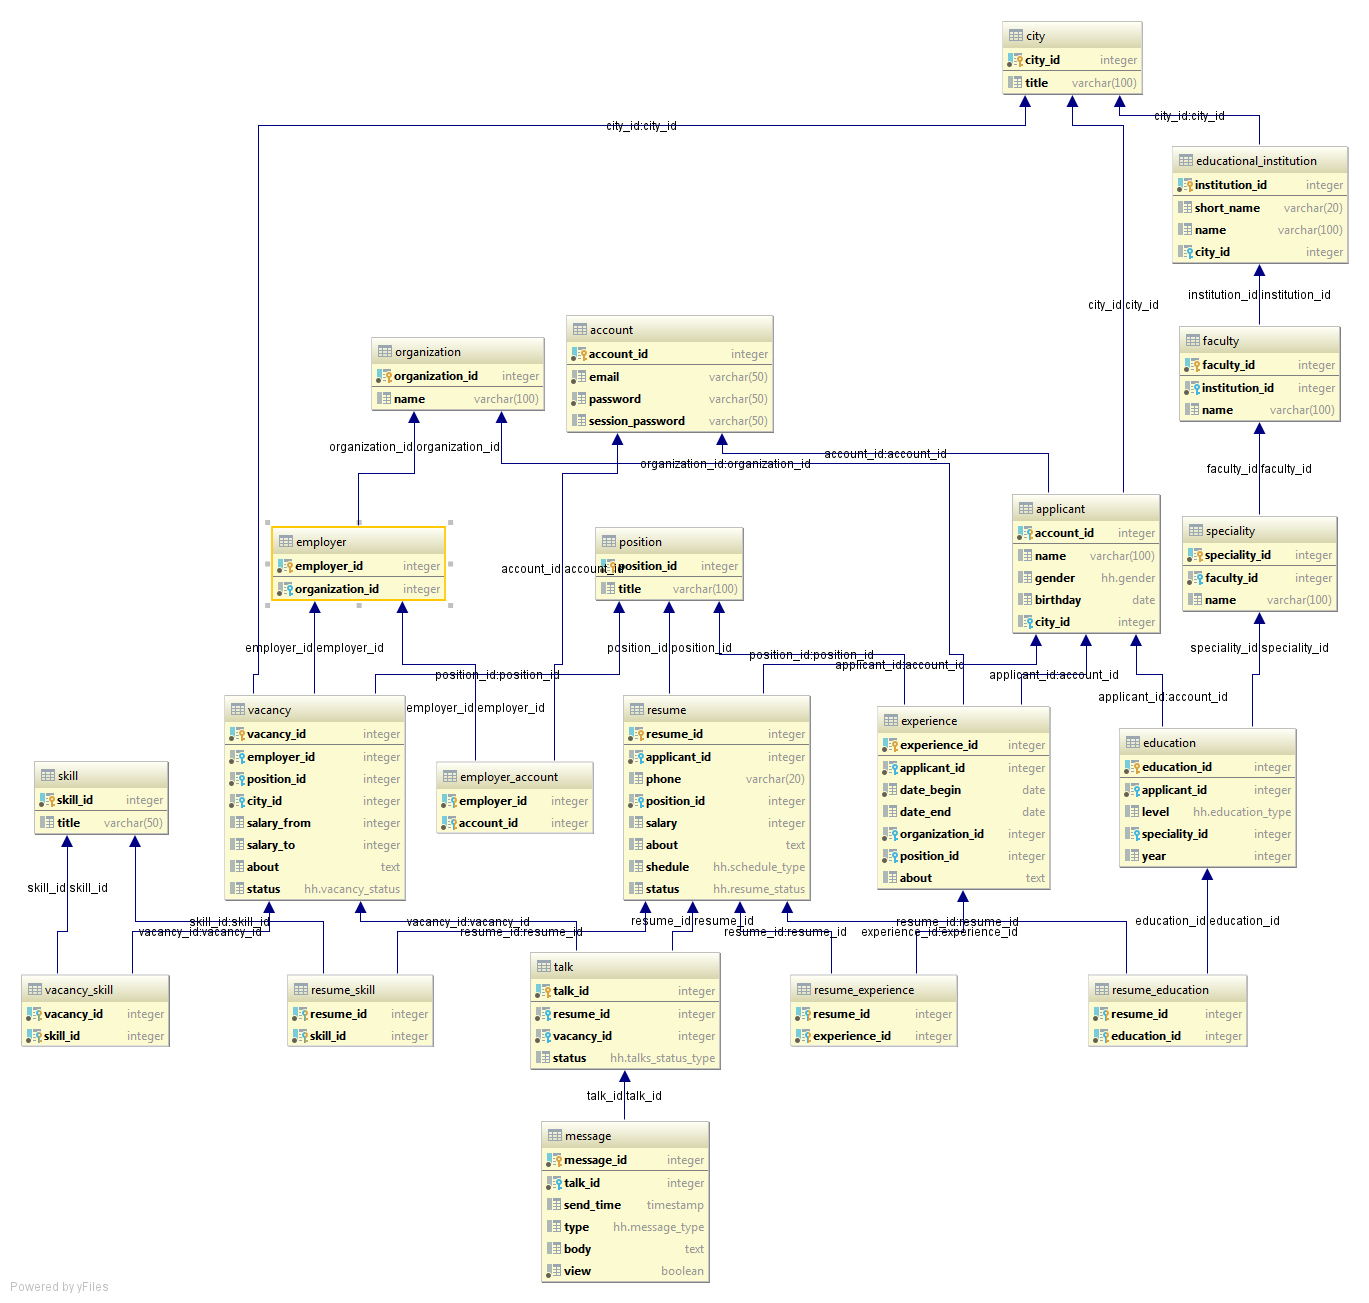 city
city_id integer
title varchar(100)
city_id:city_id
city_id:city_id
educational_institution
institution_id integer
short_name varchar(20)
name varchar(100)
city_id integer
city_id:city_id
institution_id:institution_id
account
account_id integer
email varchar(50)
password varchar(50)
session_password varchar(50)
organization
organization_id integer
name varchar(100)
faculty
faculty_id integer
institution_id integer
name varchar(100)
organization_id:organization_id
account_id:account_id
organization_id:organization_id
faculty_id:faculty_id
applicant
account_id integer
name varchar(100)
gender hh.gender
birthday date
city_id integer
speciality
speciality_id integer
faculty_id integer
name varchar(100)
employer
employer_id integer
organization_id integer
position
position_id integer
title varchar(100)
account_id:account_id
employer_id:employer_id
position_id:position_id
position_id:position_id
applicant_id:account_id
speciality_id:speciality_id
position_id:position_id
applicant_id:account_id
applicant_id:account_id
employer_id:employer_id
vacancy
vacancy_id integer
employer_id integer
position_id integer
city_id integer
salary_from integer
salary_to integer
about text
status hh.vacancy_status
resume
resume_id integer
applicant_id integer
phone varchar(20)
position_id integer
salary integer
about text
shedule hh.schedule_type
status hh.resume_status
experience
experience_id integer
applicant_id integer
date_begin date
date_end date
organization_id integer
position_id integer
about text
education
education_id integer
applicant_id integer
level hh.education_type
speciality_id integer
year integer
skill
skill_id integer
title varchar(50)
employer_account
employer_id integer
account_id integer
skill_id:skill_id
skill_id:skill_id
vacancy_id:vacancy_id
vacancy_id:vacancy_id
resume_id:resume_id
resume_id:resume_id
resume_id:resume_id
resume_id:resume_id
experience_id:experience_id
education_id:education_id
vacancy_skill
vacancy_id integer
skill_id integer
resume_skill
resume_id integer
skill_id integer
talk
talk_id integer
resume_id integer
vacancy_id integer
status hh.talks_status_type
resume_experience
resume_id integer
experience_id integer
resume_education
resume_id integer
education_id integer
talk_id:talk_id
message
message_id integer
talk_id integer
send_time timestamp
type hh.message_type
body text
view boolean
Powered by yFiles